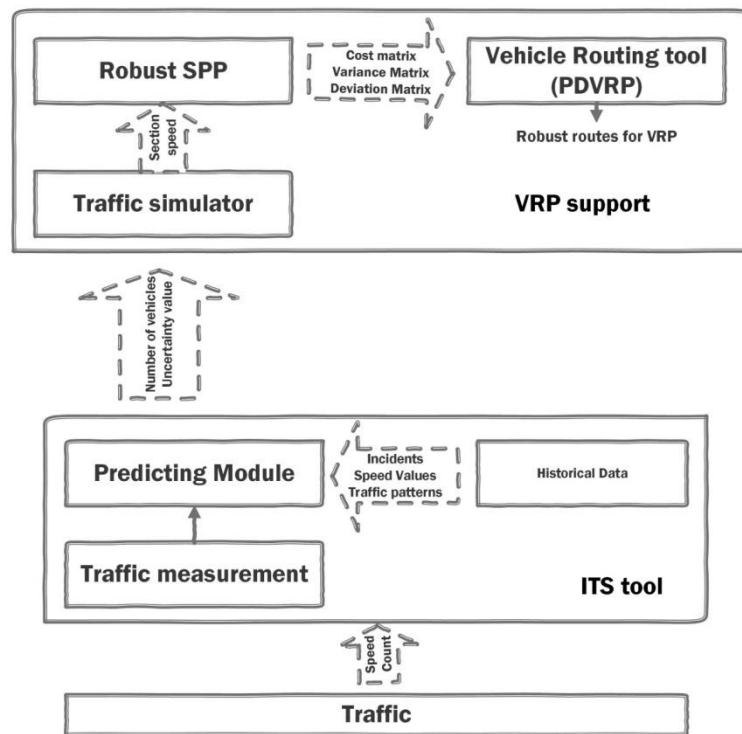 Robust SPP
Cost matrix
Variance Matrix
Deviation Matrix
Vehicle Routing tool
(PDVRP)
Robust routes for VRP
Section
speed
Traffic simulator
VRP support
Number of vehicles
Uncertainty value
Predicting Module
Incidents
Speed Values
Traffic patterns
Historical Data
Traffic measurement
ITS tool
Speed
Count
Traffic